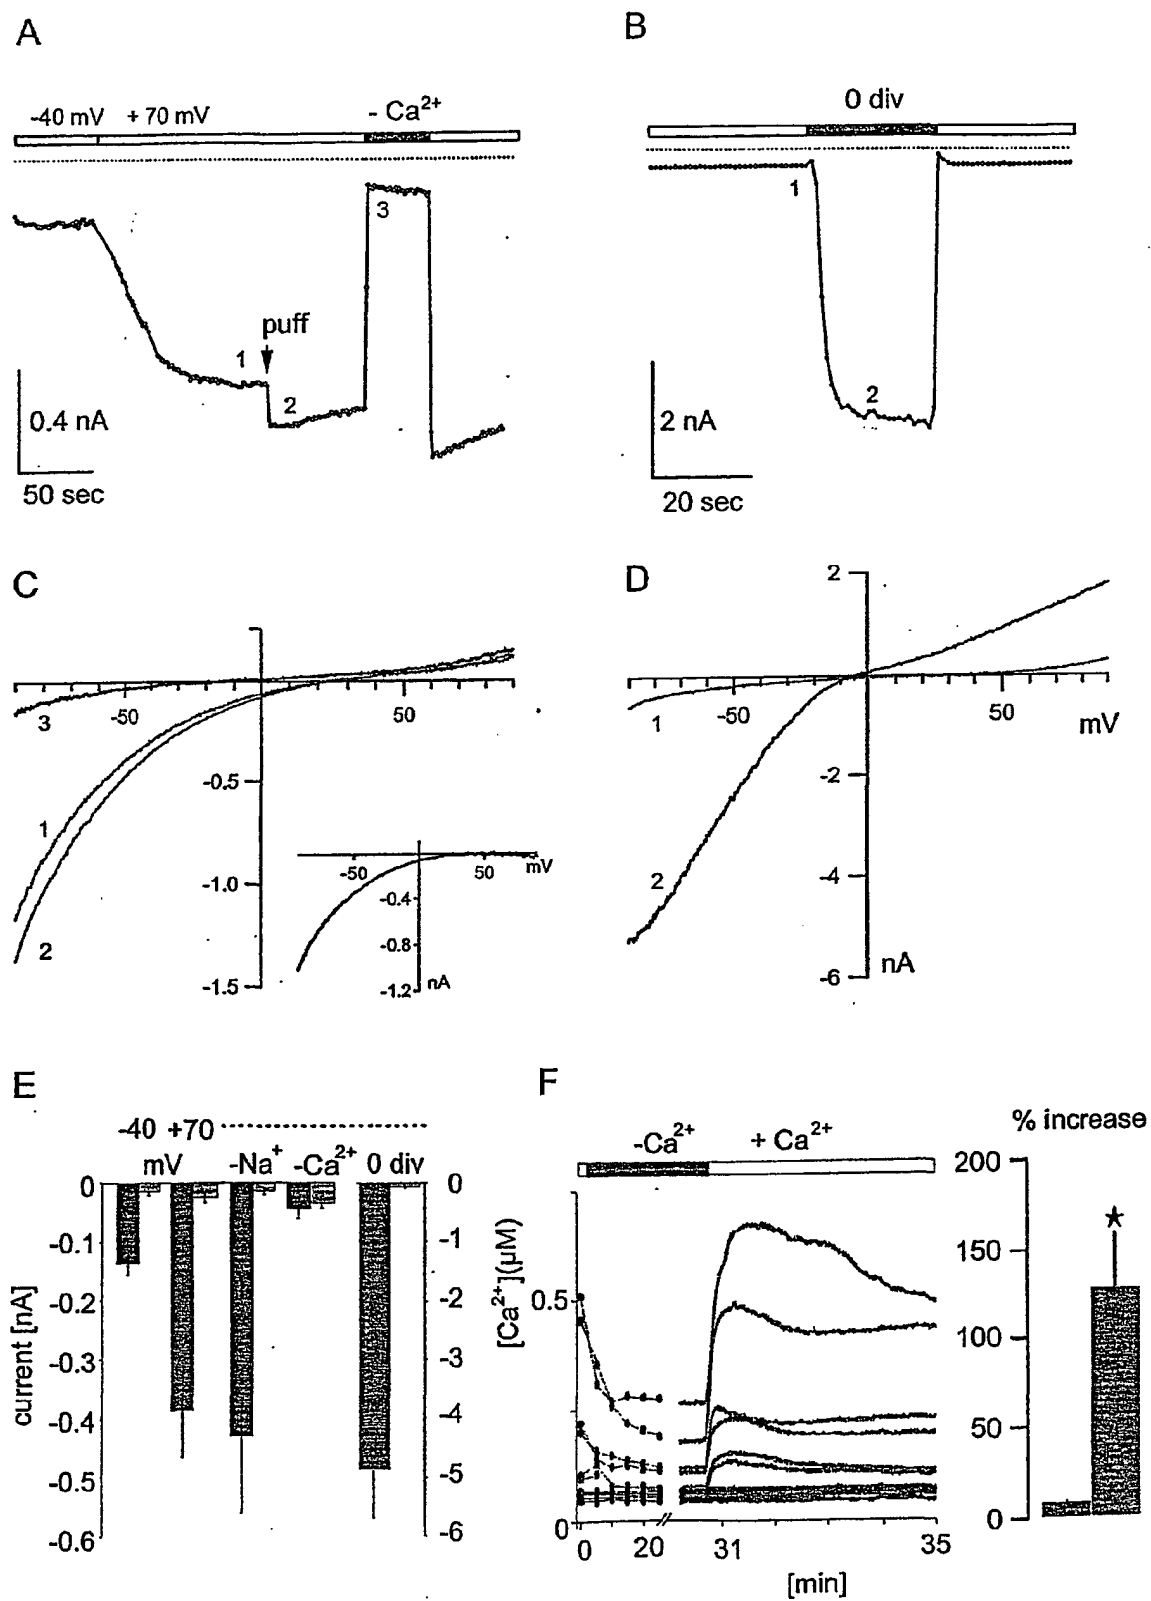 A
-40 mV + 70 mV - Ca²⁺
1 puff
2
3
0.4 nA
50 sec
B
0 div
1
2
2 nA
20 sec
C
-50 50
3
-0.5
1
-1.0
2
-1.5
-50 50 mV
-0.4
-0.8
-1.2 nA
D
2
-50 50
1 mV
-2
2
-4
-6 nA
E
-40 +70
mV -Na⁺ -Ca²⁺ 0 div
0 0
-0.1 -1
-0.2 -2
-0.3 -3
-0.4 -4
-0.5 -5
-0.6 -6
current [nA]
F
-Ca²⁺ + Ca²⁺
[Ca²⁺](µM)
0.5
0
0 20 31 35
[min]
% increase
200
150
100
50
0